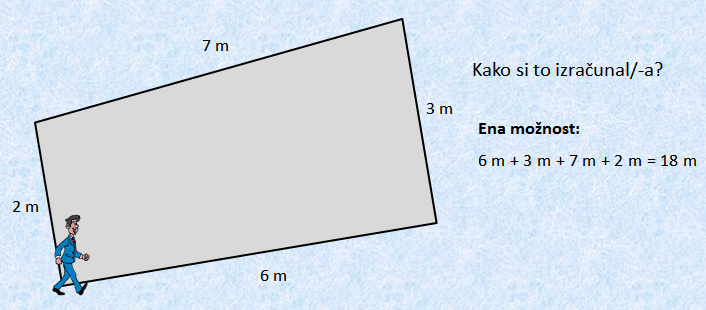 7 m
Kako si to izračunal/-a?
3 m
Ena možnost:
6 m + 3 m + 7 m + 2 m = 18 m
2 m
6 m